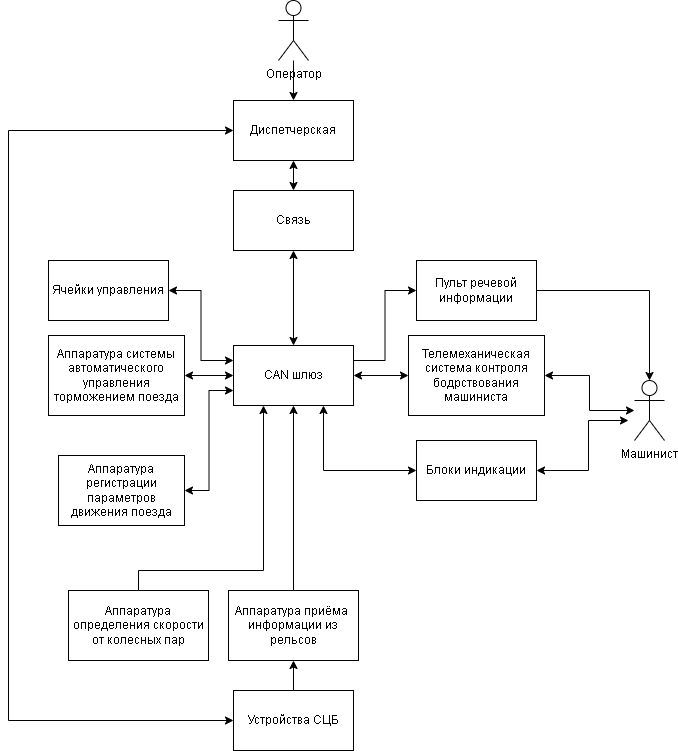 Оператор
Диспетчерская
Связь
Ячейки управления
Пульт речевой
информации
Аппаратура системы
автоматического
управления
торможением поезда
CAN шлюз
Телемеханическая
система контроля
бодрствования
машиниста
Машинист
Аппаратура
регистрации
параметров
движения поезда
Блоки индикации
Аппаратура
определения скорости
от колесных пар
Аппаратура приёма
информации из
рельсов
Устройства СЦБ